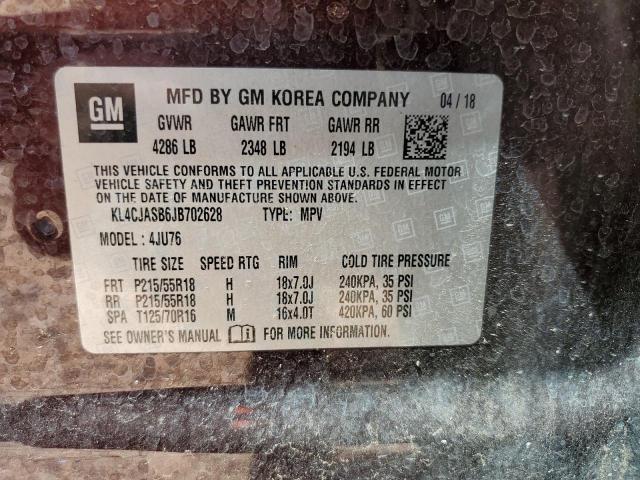 GM MFD BY GM KOREA COMPANY 04 / 18
GVWR GAWR FRT GAWR RR
4286 LB 2348 LB 2194 LB
THIS VEHICLE CONFORMS TO ALL APPLICABLE U.S. FEDERAL MOTOR
VEHICLE SAFETY AND THEFT PREVENTION STANDARDS IN EFFECT
ON THE DATE OF MANUFACTURE SHOWN ABOVE.
KL4CJASB6JB702628 TYPE: MPV
MODEL: 4JU76
TIRE SIZE SPEED RTG RIM COLD TIRE PRESSURE
FRT P215/55R18 H 18x7.0J 240KPA, 35 PSI
RR P215/55R18 H 18x7.0J 240KPA, 35 PSI
SPA T125/70R16 M 16x4.0T 420KPA, 60 PSI
SEE OWNER'S MANUAL FOR MORE INFORMATION.